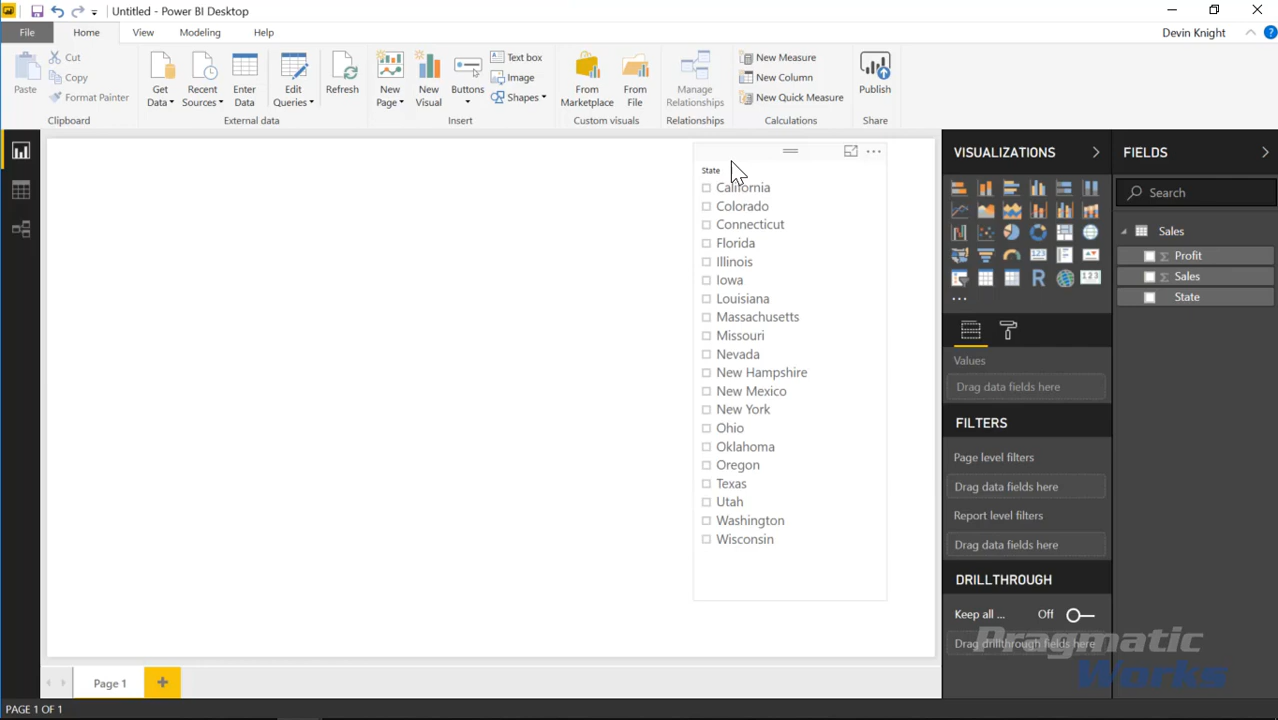 Untitled - Power BI Desktop
File
Home
View
Modeling
Help
Devin Knight
Paste
Cut
Copy
Format Painter
Clipboard
Get
Data
Recent
Sources
Enter
Data
Edit
Queries
Refresh
External data
New
Page
New
Visual
Buttons
Text box
Image
Shapes
Insert
From
Marketplace
From
File
Custom visuals
Manage
Relationships
Relationships
New Measure
New Column
New Quick Measure
Calculations
Publish
Share
State
California
Colorado
Connecticut
Florida
Illinois
Iowa
Louisiana
Massachusetts
Missouri
Nevada
New Hampshire
New Mexico
New York
Ohio
Oklahoma
Oregon
Texas
Utah
Washington
Wisconsin
VISUALIZATIONS
R
123
Values
Drag data fields here
FILTERS
Page level filters
Drag data fields here
Report level filters
Drag data fields here
DRILLTHROUGH
Keep all ...
Off
Drag drillthrough fields here
FIELDS
Search
Sales
Σ Profit
Σ Sales
State
Pragmatic
Works
Page 1
PAGE 1 OF 1